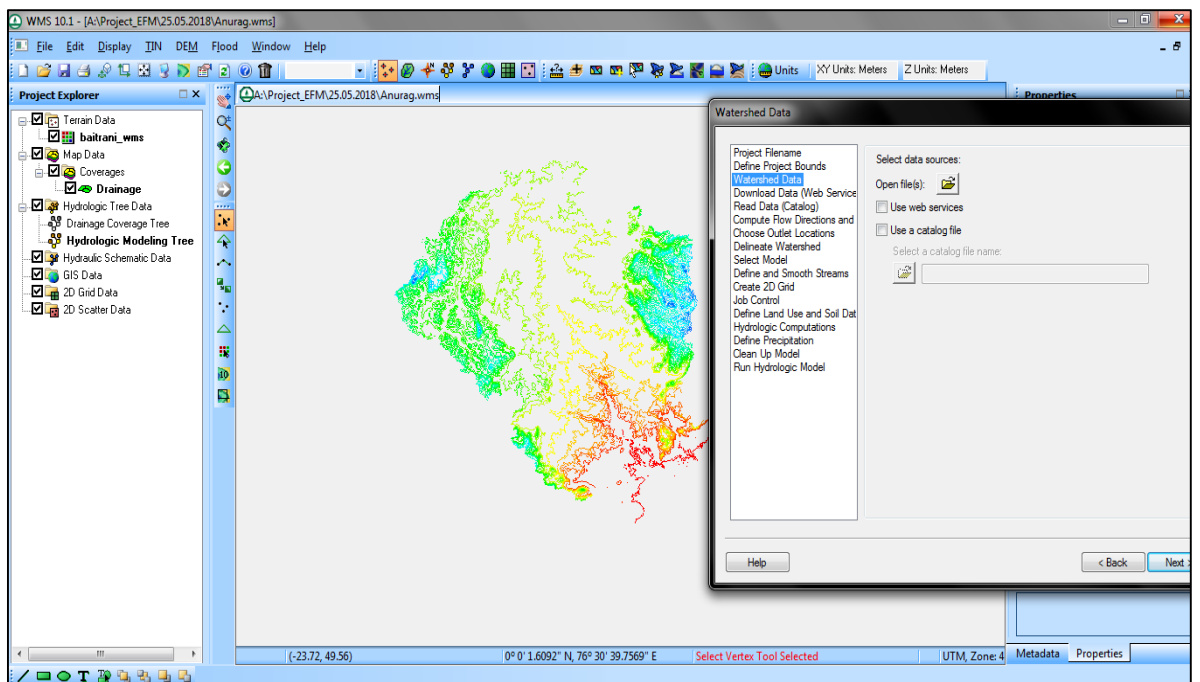 WMS 10.1 - [A:\Project_EFM\25.05.2018\Anurag.wms]
File Edit Display TIN DEM Flood Window Help
Units XY Units: Meters Z Units: Meters
Project Explorer
Terrain Data
baitrani_wms
Map Data
Coverages
Drainage
Hydrologic Tree Data
Drainage Coverage Tree
Hydrologic Modeling Tree
Hydraulic Schematic Data
GIS Data
2D Grid Data
2D Scatter Data
A:\Project_EFM\25.05.2018\Anurag.wms
Properties
Watershed Data
Project Filename
Define Project Bounds
Watershed Data
Download Data (Web Service
Read Data (Catalog)
Compute Flow Directions and
Choose Outlet Locations
Delineate Watershed
Select Model
Define and Smooth Streams
Create 2D Grid
Job Control
Define Land Use and Soil Dat
Hydrologic Computations
Define Precipitation
Clean Up Model
Run Hydrologic Model
Select data sources:
Open file(s):
Use web services
Use a catalog file
Select a catalog file name:
Help
< Back
Next >
(-23.72, 49.56)
0º 0' 1.6092" N, 76º 30' 39.7569" E
Select Vertex Tool Selected
UTM, Zone: 4
Metadata
Properties